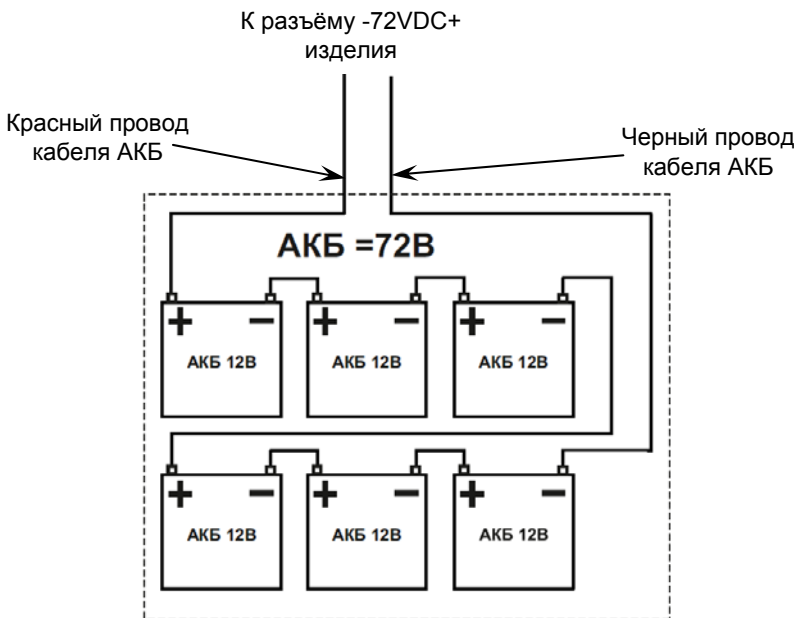 К разъёму -72VDC+
изделия
Красный провод
кабеля АКБ
Черный провод
кабеля АКБ
АКБ =72В
+ − + − + −
АКБ 12В АКБ 12В АКБ 12В
+ − + − + −
АКБ 12В АКБ 12В АКБ 12В